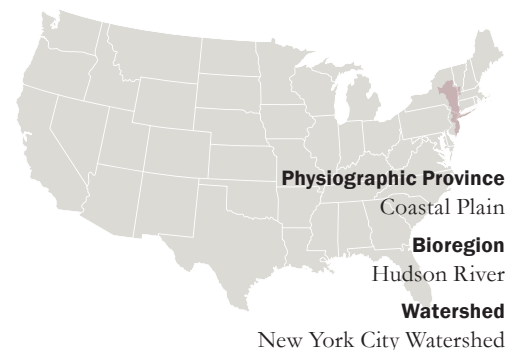 Physiographic Province
Coastal Plain
Bioregion
Hudson River
Watershed
New York City Watershed